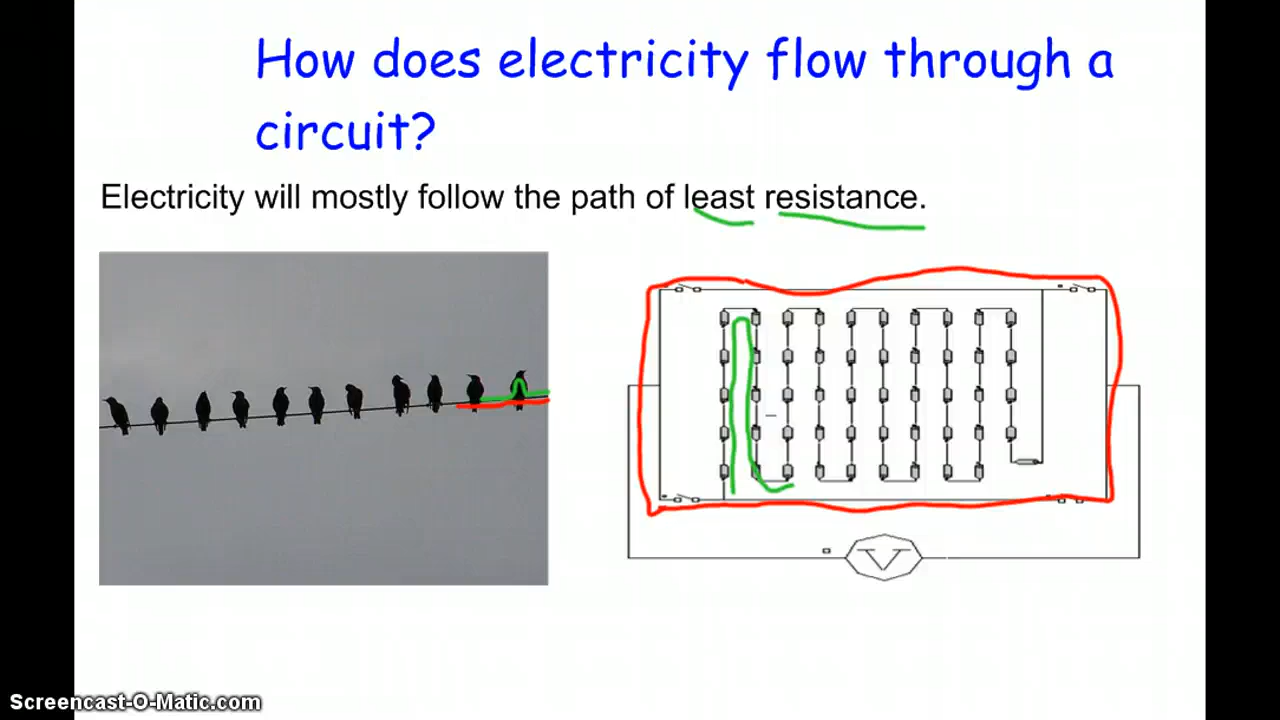 How does electricity flow through a
circuit?
Electricity will mostly follow the path of least resistance.
V
Screencast-O-Matic.com